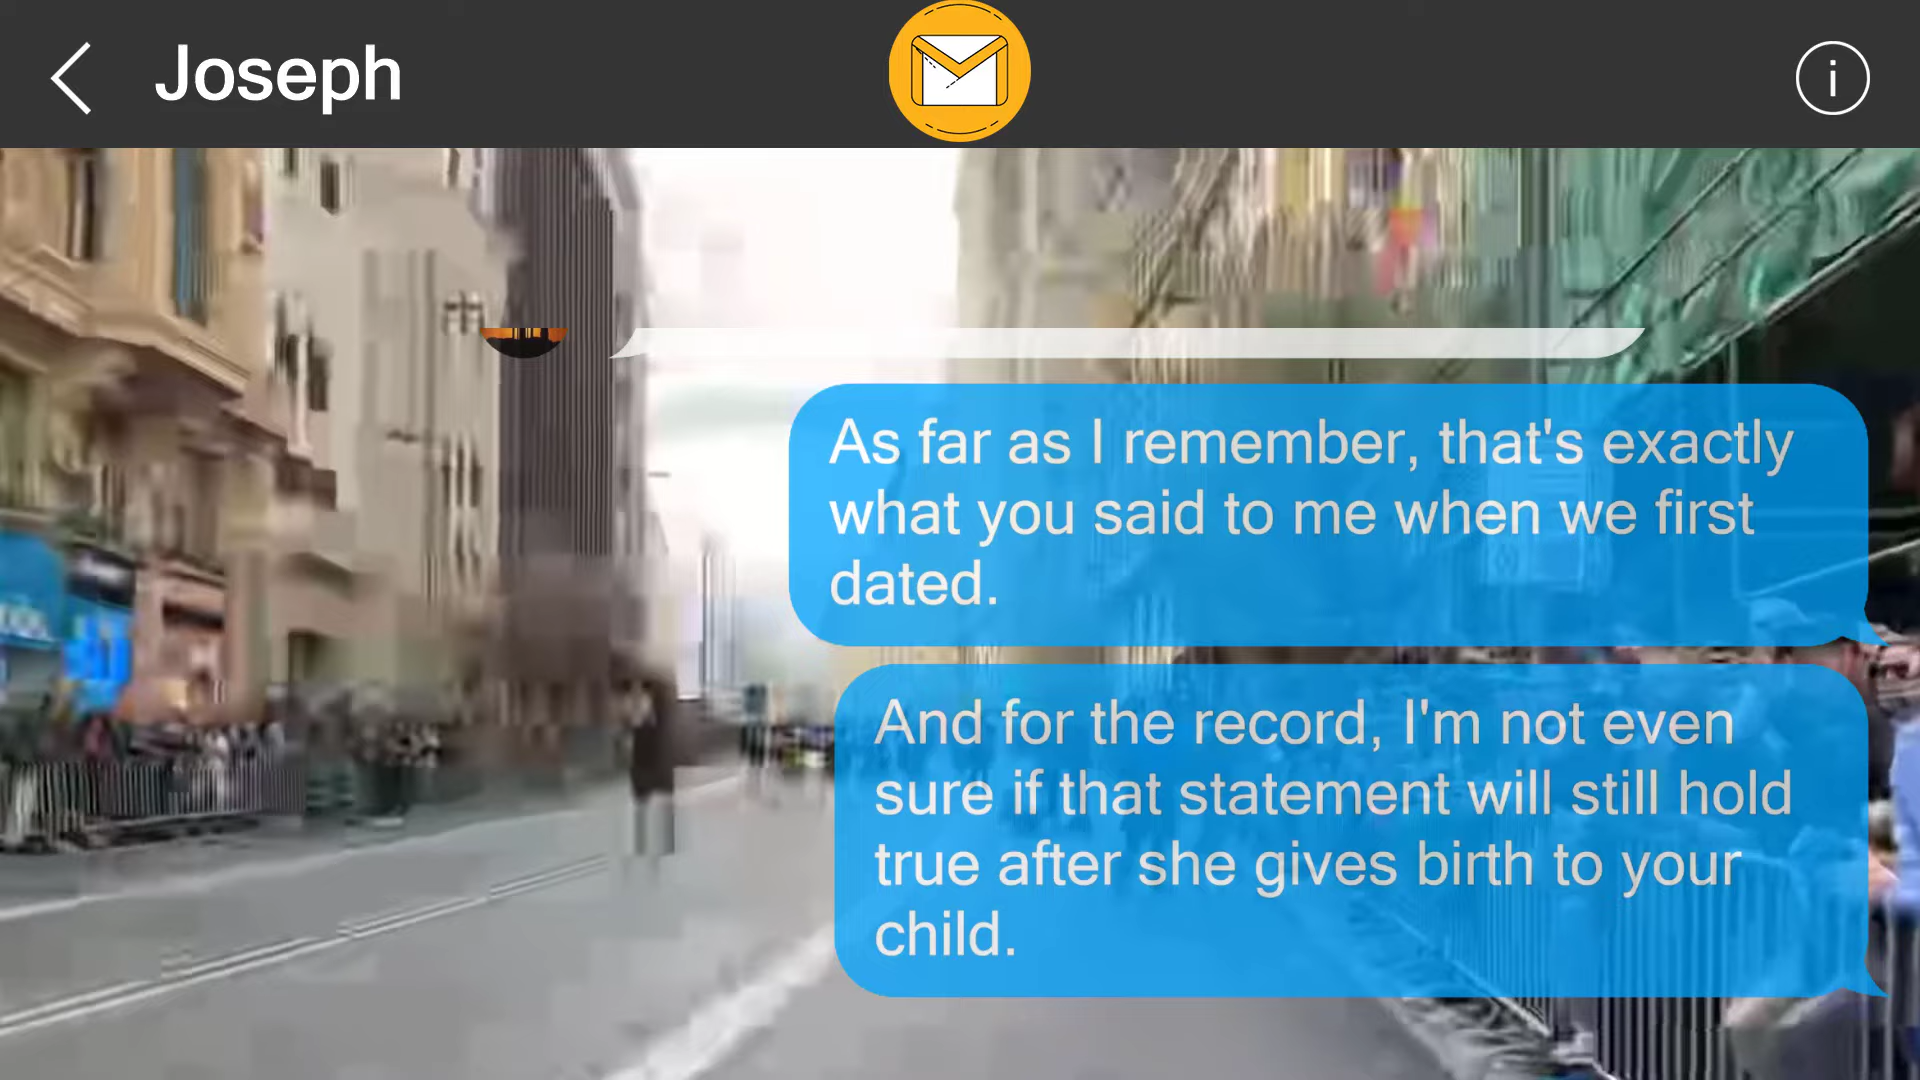 Joseph
As far as I remember, that's exactly
what you said to me when we first
dated.
And for the record, I'm not even
sure if that statement will still hold
true after she gives birth to your
child.